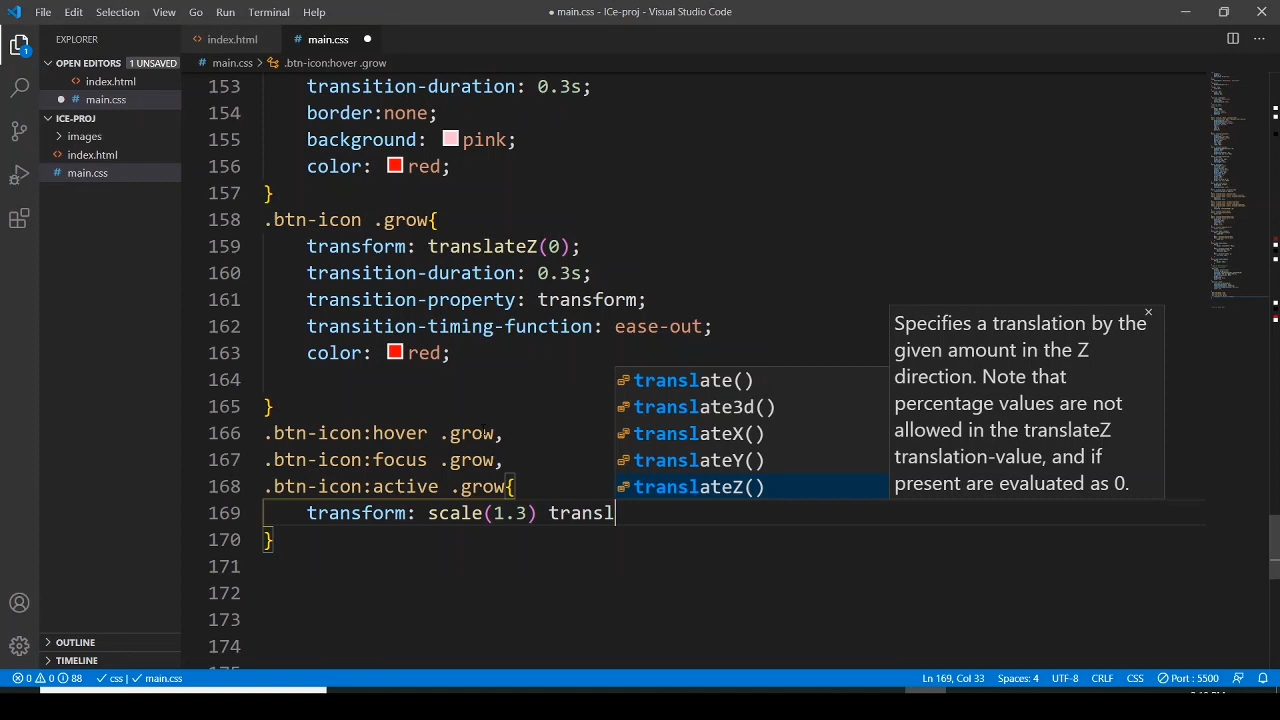 File Edit Selection View Go Run Terminal Help
● main.css - ICe-proj - Visual Studio Code
EXPLORER
index.html
main.css
OPEN EDITORS 1 UNSAVED
main.css > .btn-icon:hover .grow
index.html
# main.css
ICE-PROJ
images
index.html
main.css
OUTLINE
TIMELINE
153 transition-duration: 0.3s;
154 border:none;
155 background: pink;
156 color: red;
157 }
158 .btn-icon .grow{
159 transform: translateZ(0);
160 transition-duration: 0.3s;
161 transition-property: transform;
162 transition-timing-function: ease-out;
163 color: red;
164
165 }
166 .btn-icon:hover .grow,
167 .btn-icon:focus .grow,
168 .btn-icon:active .grow{
169 transform: scale(1.3) transl
170 }
171
172
173
174
translate()
translate3d()
translateX()
translateY()
translateZ()
Specifies a translation by the
given amount in the Z
direction. Note that
percentage values are not
allowed in the translateZ
translation-value, and if
present are evaluated as 0.
0 0 88 css main.css Ln 169, Col 33 Spaces: 4 UTF-8 CRLF CSS Port : 5500